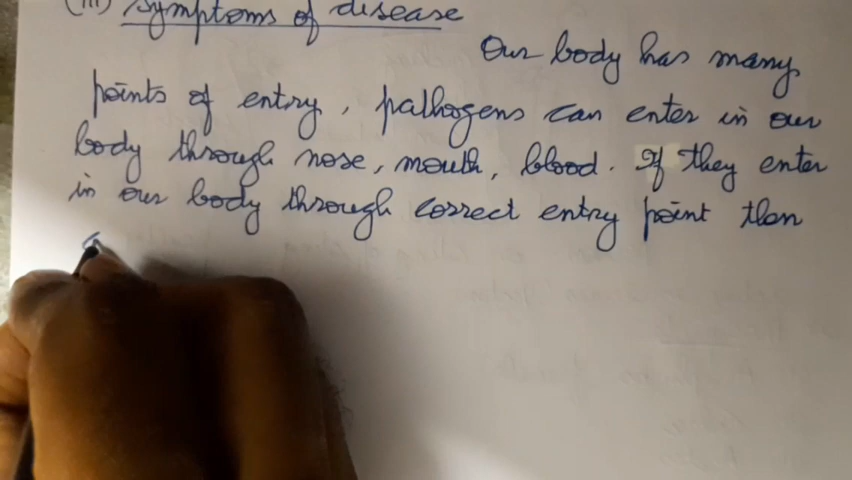 (iii) Symptoms of disease
Our body has many
points of entry, pathogens can enter in our
body through nose, mouth, blood. If they enter
in our body through correct entry point then